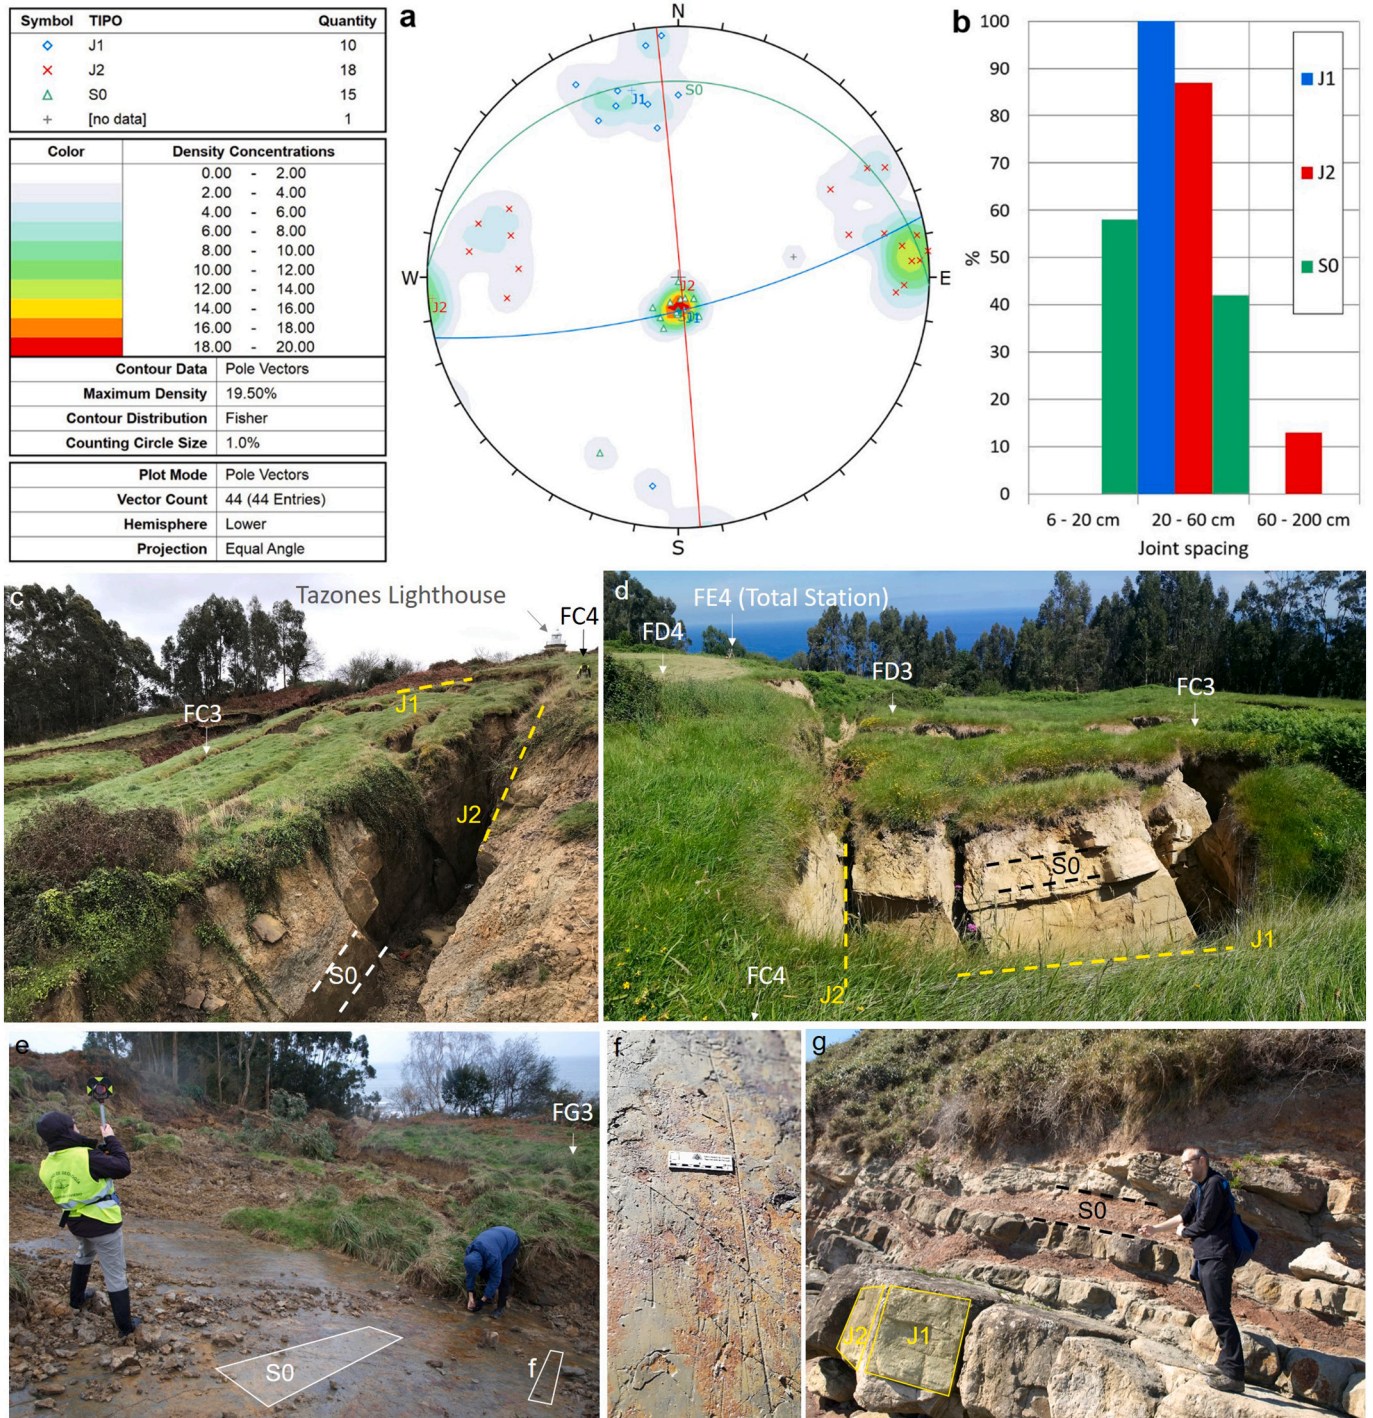 Symbol TIPO Quantity
J1 10
J2 18
S0 15
[no data] 1
Color Density Concentrations
0.00 - 2.00
2.00 - 4.00
4.00 - 6.00
6.00 - 8.00
8.00 - 10.00
10.00 - 12.00
12.00 - 14.00
14.00 - 16.00
16.00 - 18.00
18.00 - 20.00
Contour Data Pole Vectors
Maximum Density 19.50%
Contour Distribution Fisher
Counting Circle Size 1.0%
Plot Mode Pole Vectors
Vector Count 44 (44 Entries)
Hemisphere Lower
Projection Equal Angle
a
N
S0
J1
W
E
J2
J2
J1
S
b
100
90
80
70
60
50
40
30
20
10
0
%
6 - 20 cm 20 - 60 cm 60 - 200 cm
Joint spacing
J1
J2
S0
c
Tazones Lighthouse
FC4
J1
FC3
J2
S0
d
FE4 (Total Station)
FD4
FD3
FC3
S0
J1
FC4
J2
e
FG3
S0
f
f
g
S0
J2
J1